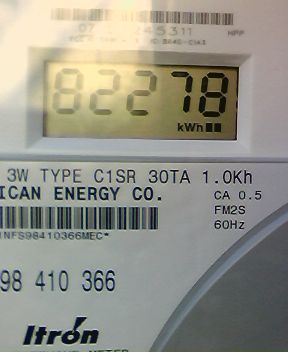 82278
kWh
3W TYPE C1SR 30TA 1.0Kh
ICAN ENERGY CO.
CA 0.5
FM2S
60Hz
INFS98410366MEC*
98 410 366
Itron